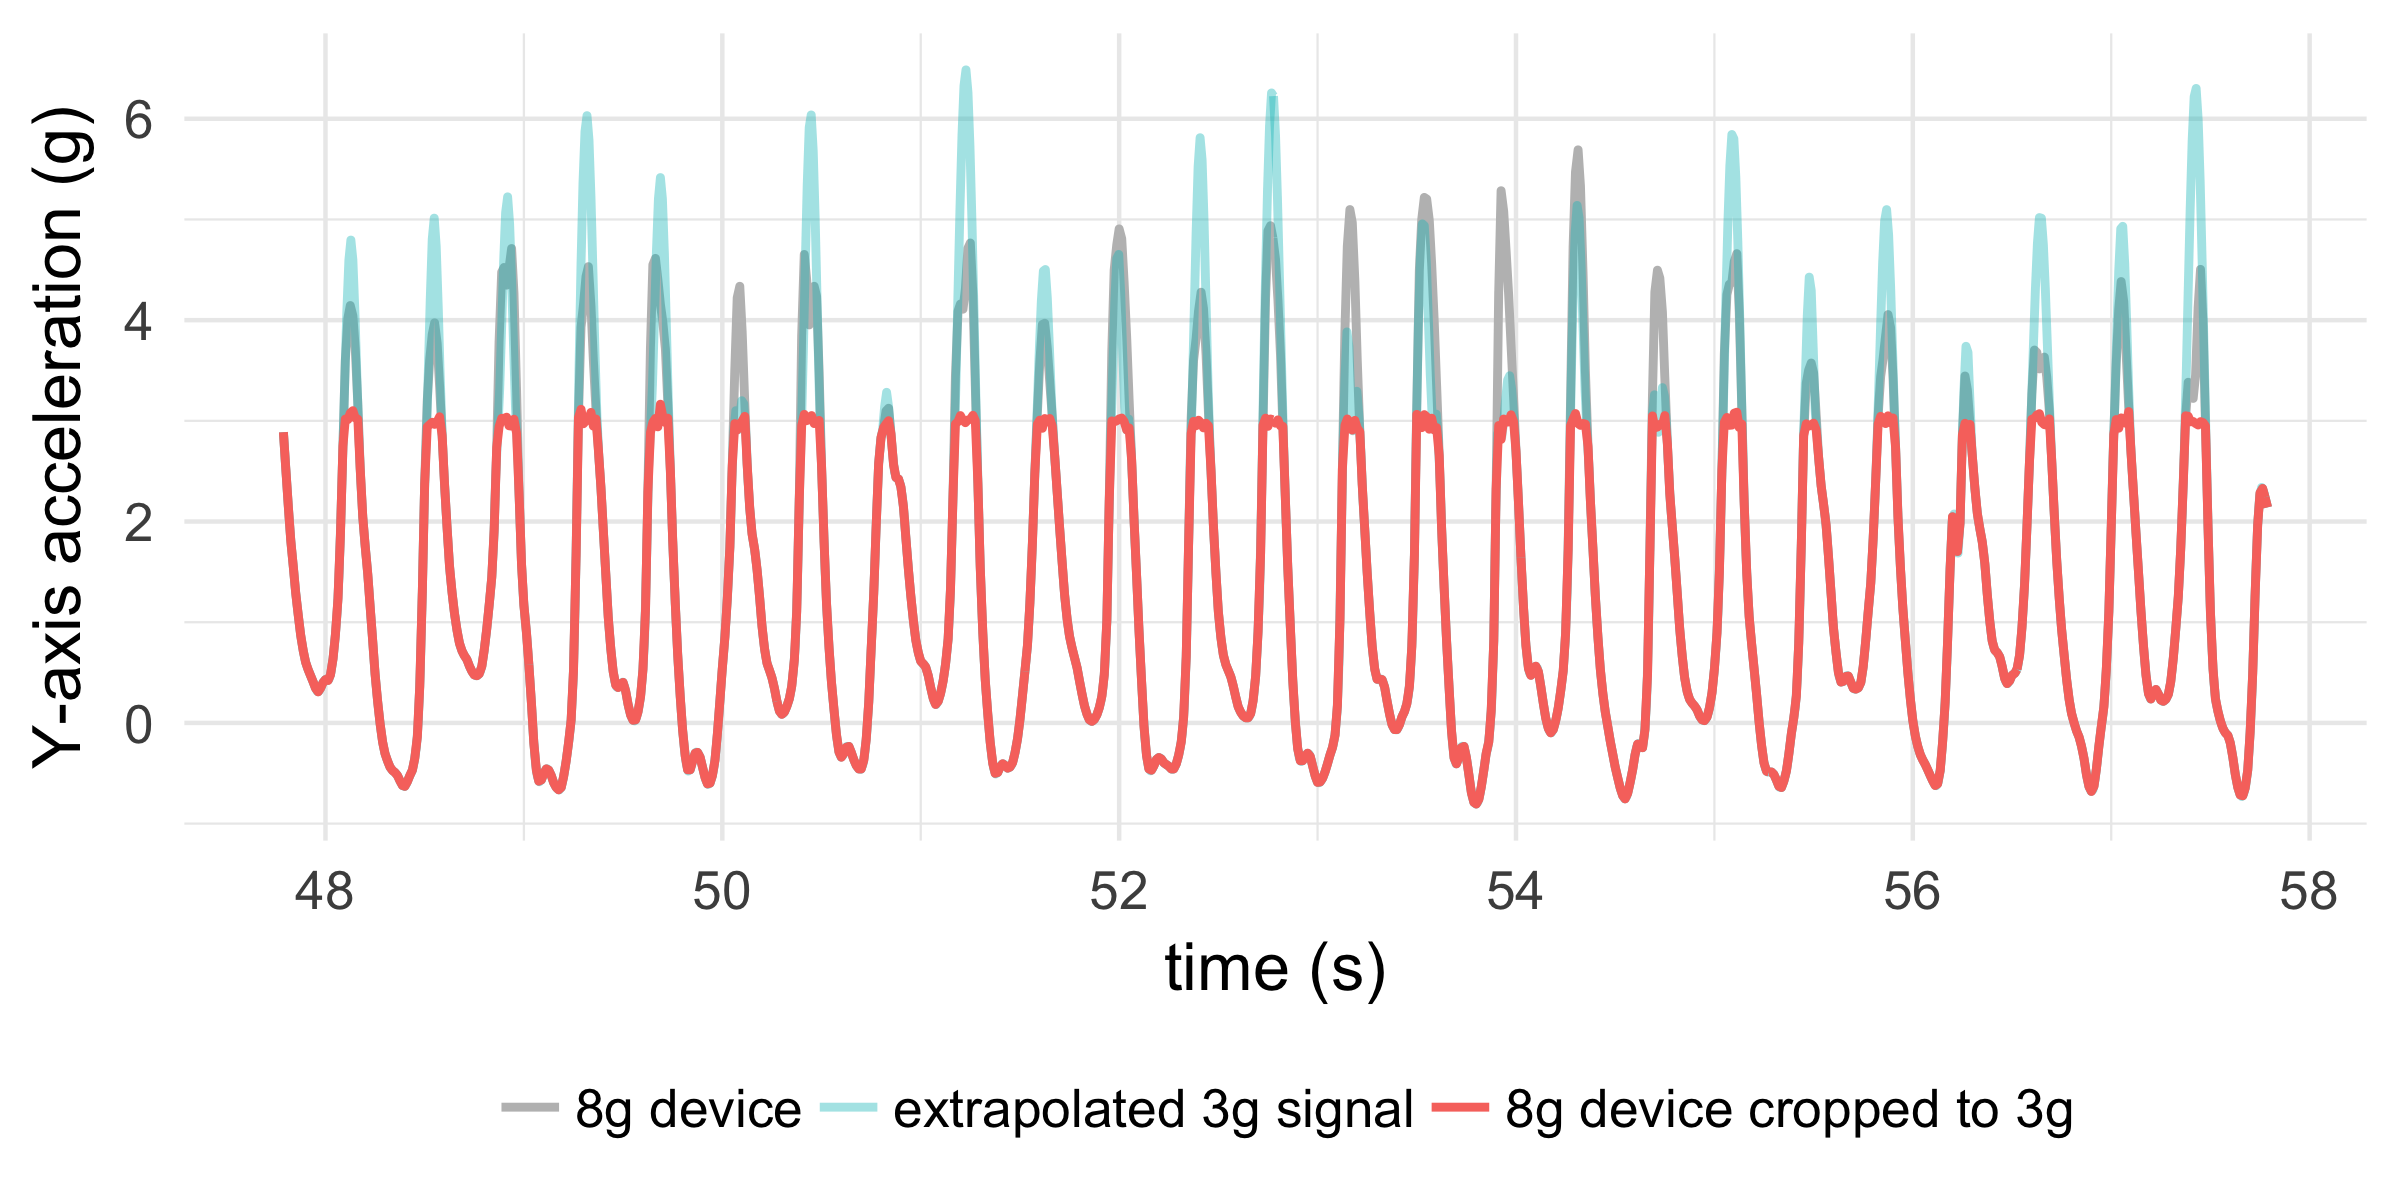 Y-axis acceleration (g)
6
4
2
0
48 50 52 54 56 58
time (s)
8g device extrapolated 3g signal 8g device cropped to 3g